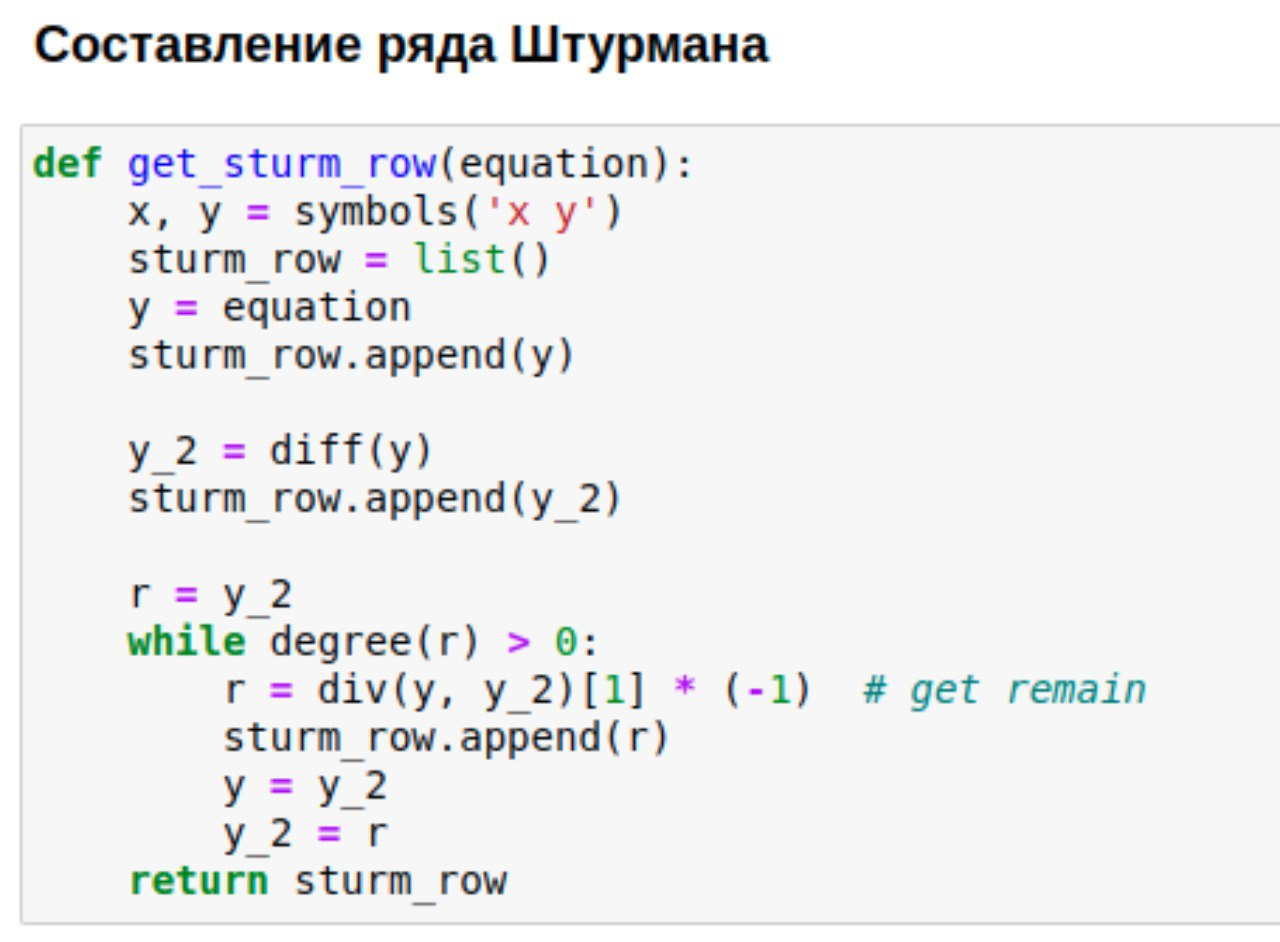 Составление ряда Штурмана
def get_sturm_row(equation):
    x, y = symbols('x y')
    sturm_row = list()
    y = equation
    sturm_row.append(y)

    y_2 = diff(y)
    sturm_row.append(y_2)

    r = y_2
    while degree(r) > 0:
        r = div(y, y_2)[1] * (-1)  # get remain
        sturm_row.append(r)
        y = y_2
        y_2 = r
    return sturm_row